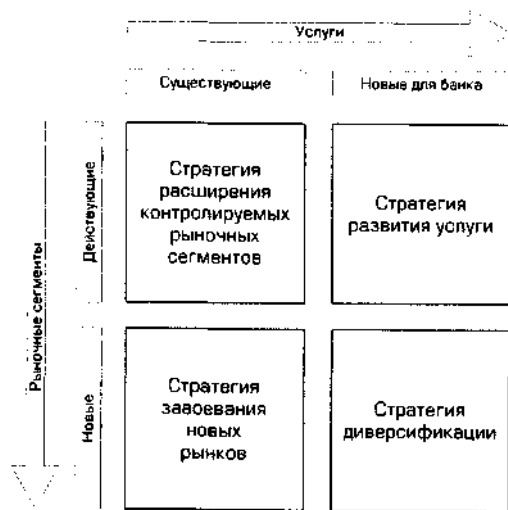 Услуги
Существующие
Новые для банка
Рыночные сегменты
Действующие
Стратегия
расширения
контролируемых
рыночных
сегментов
Стратегия
развития услуги
Новые
Стратегия
завоевания
новых
рынков
Стратегия
диверсификации